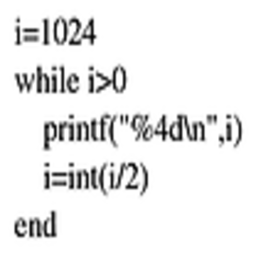 i=1024
while i>0
printf("%4d\n",i)
i=int(i/2)
end